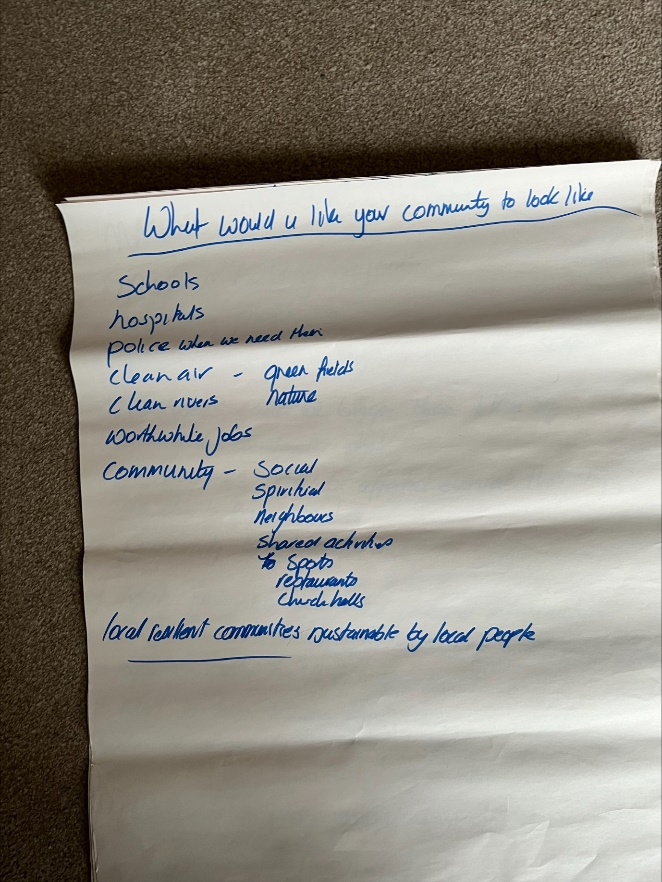 What would u like your community to look like
Schools
hospitals
police when we need them
clean air - green fields
clean rivers nature
worthwhile jobs
community - Social
Spiritual
neighbours
shared activities
to Sports
restaurants
Church halls
local resilient communities sustainable by local people